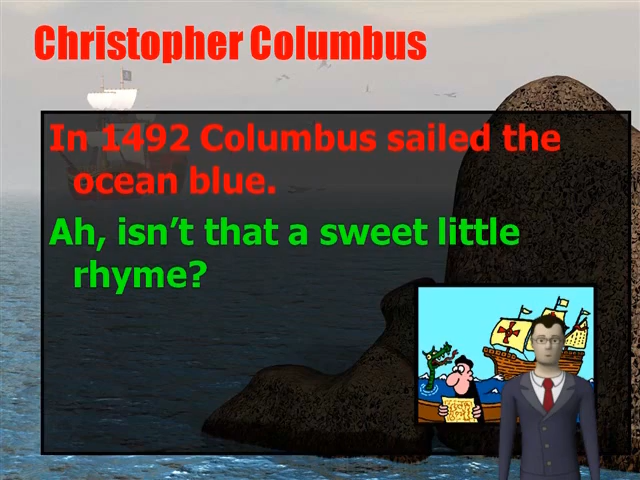 Christopher Columbus
In 1492 Columbus sailed the
ocean blue.
Ah, isn’t that a sweet little
rhyme?